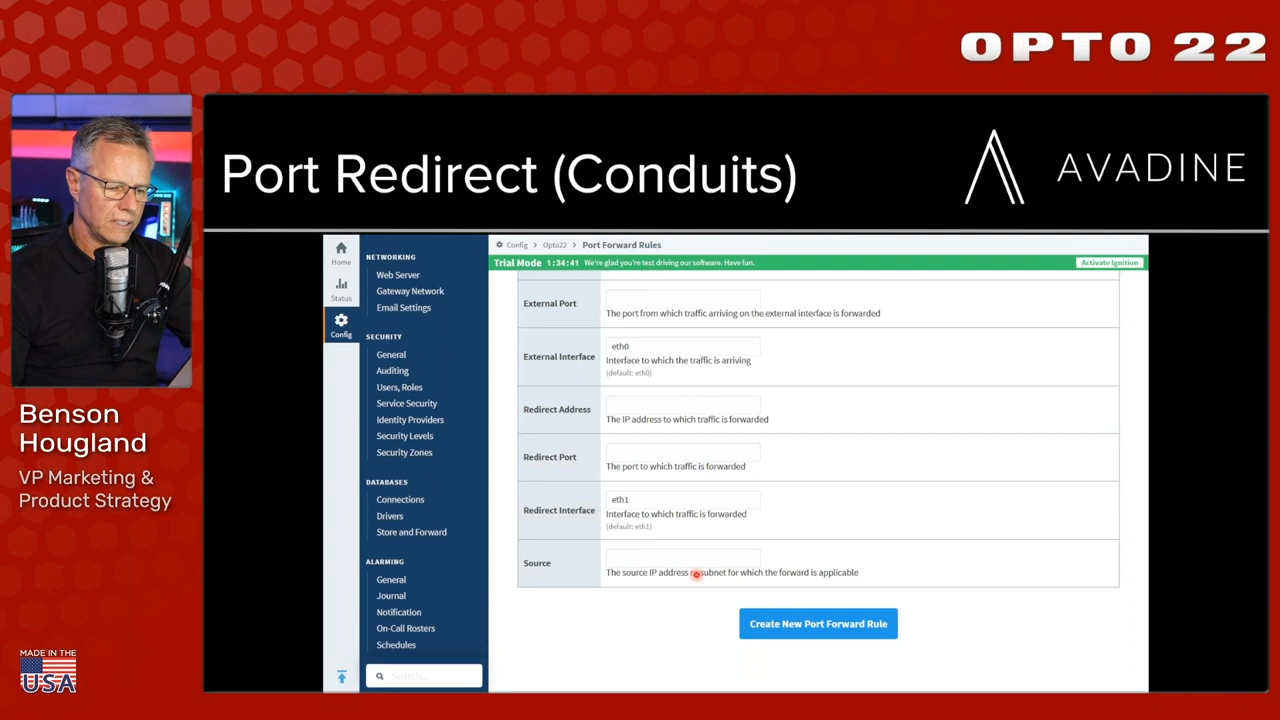 OPTO 22
Port Redirect (Conduits)
AVADINE
Benson
Hougland
VP Marketing &
Product Strategy
MADE IN THE
USA
Home
Status
Config
NETWORKING
Web Server
Gateway Network
Email Settings
SECURITY
General
Auditing
Users, Roles
Service Security
Identity Providers
Security Levels
Security Zones
DATABASES
Connections
Drivers
Store and Forward
ALARMING
General
Journal
Notification
On-Call Rosters
Schedules
Search...
Config > Opto22 > Port Forward Rules
Trial Mode 1:34:41 We're glad you're test driving our software. Have fun. Activate Ignition
External Port
The port from which traffic arriving on the external interface is forwarded
External Interface
eth0
Interface to which the traffic is arriving
(default: eth0)
Redirect Address
The IP address to which traffic is forwarded
Redirect Port
The port to which traffic is forwarded
Redirect Interface
eth1
Interface to which traffic is forwarded
(default: eth1)
Source
The source IP address or subnet for which the forward is applicable
Create New Port Forward Rule